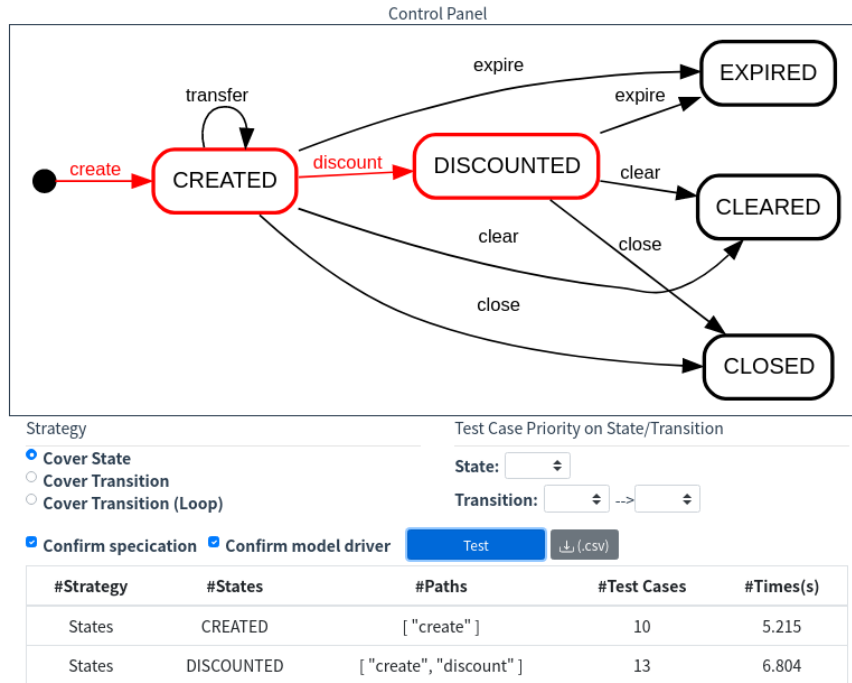 Control Panel
expire
EXPIRED
transfer
expire
create
CREATED
discount
DISCOUNTED
clear
CLEARED
clear
close
close
CLOSED
Strategy
Test Case Priority on State/Transition
Cover State
Cover Transition
Cover Transition (Loop)
State:
Transition: -->
Confirm specication Confirm model driver Test (.csv)
#Strategy #States #Paths #Test Cases #Times(s)
States CREATED [ "create" ] 10 5.215
States DISCOUNTED [ "create", "discount" ] 13 6.804